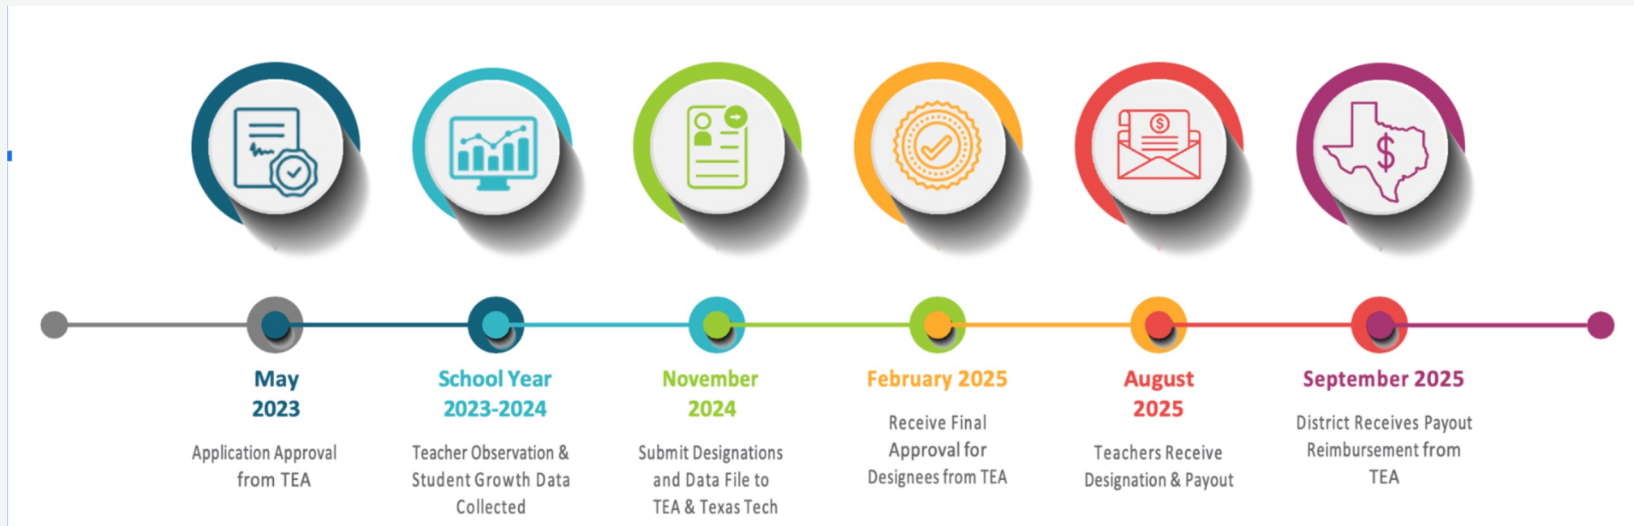 $
$
May
2023
Application Approval
from TEA
School Year
2023-2024
Teacher Observation &
Student Growth Data
Collected
November
2024
Submit Designations
and Data File to
TEA & Texas Tech
February 2025
Receive Final
Approval for
Designees from TEA
August
2025
Teachers Receive
Designation & Payout
September 2025
District Receives Payout
Reimbursement from
TEA